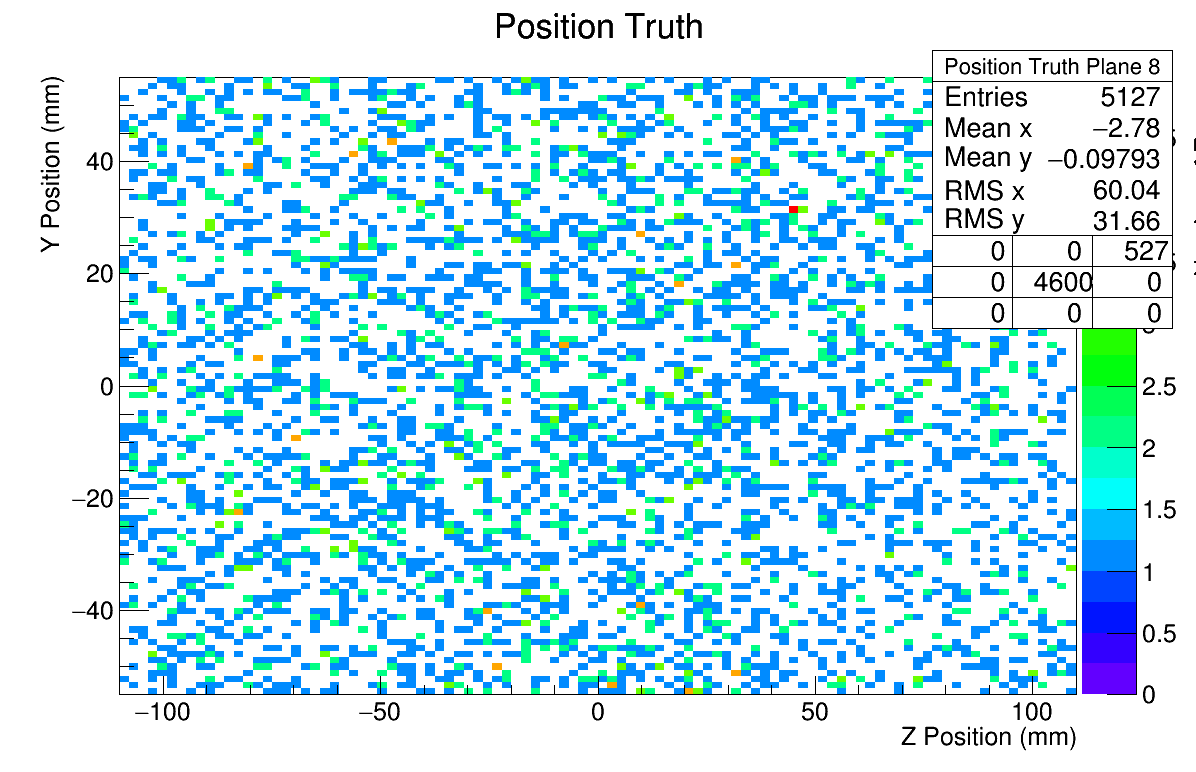 Position Truth
Y Position (mm)
Position Truth Plane 8
Entries 5127
Mean x −2.78
Mean y −0.09793
RMS x 60.04
RMS y 31.66
0 0 527
0 4600 0
0 0 0
40
20
0
−20
−40
2.5
2
1.5
1
0.5
0
−100 −50 0 50 100
Z Position (mm)